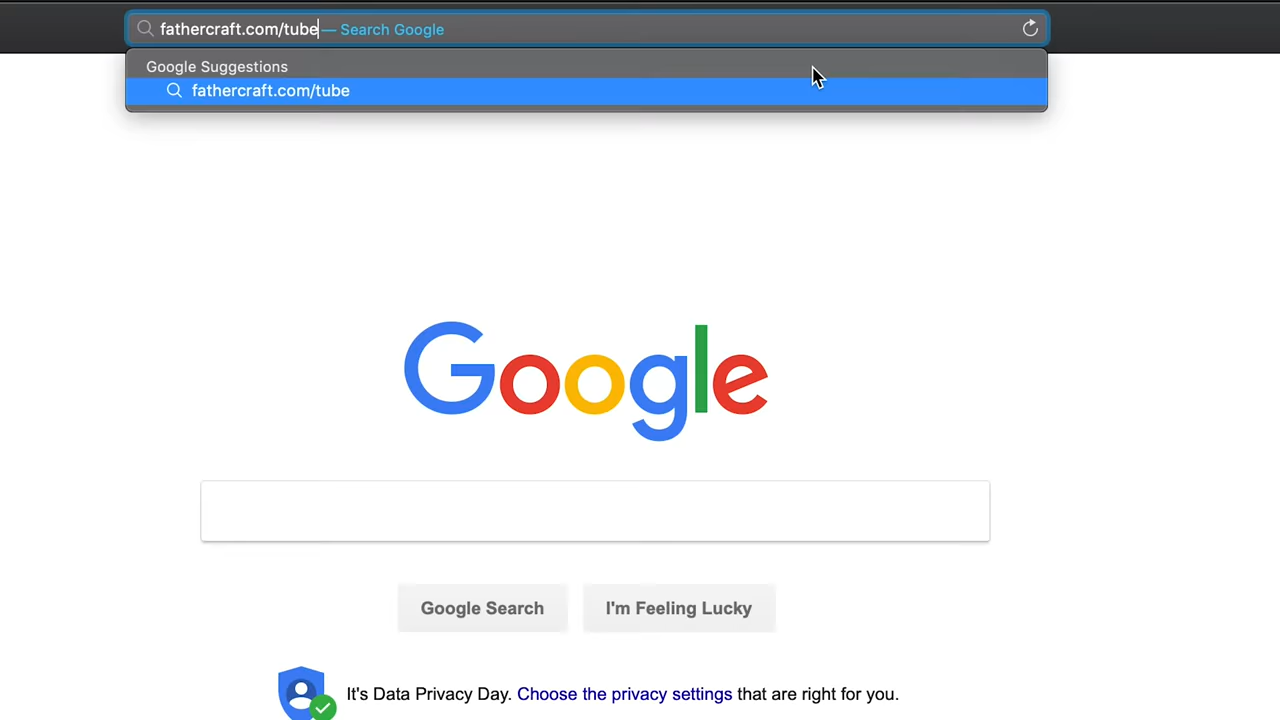 fathercraft.com/tube — Search Google
Google Suggestions
fathercraft.com/tube
Google
Google Search
I'm Feeling Lucky
It's Data Privacy Day. Choose the privacy settings that are right for you.